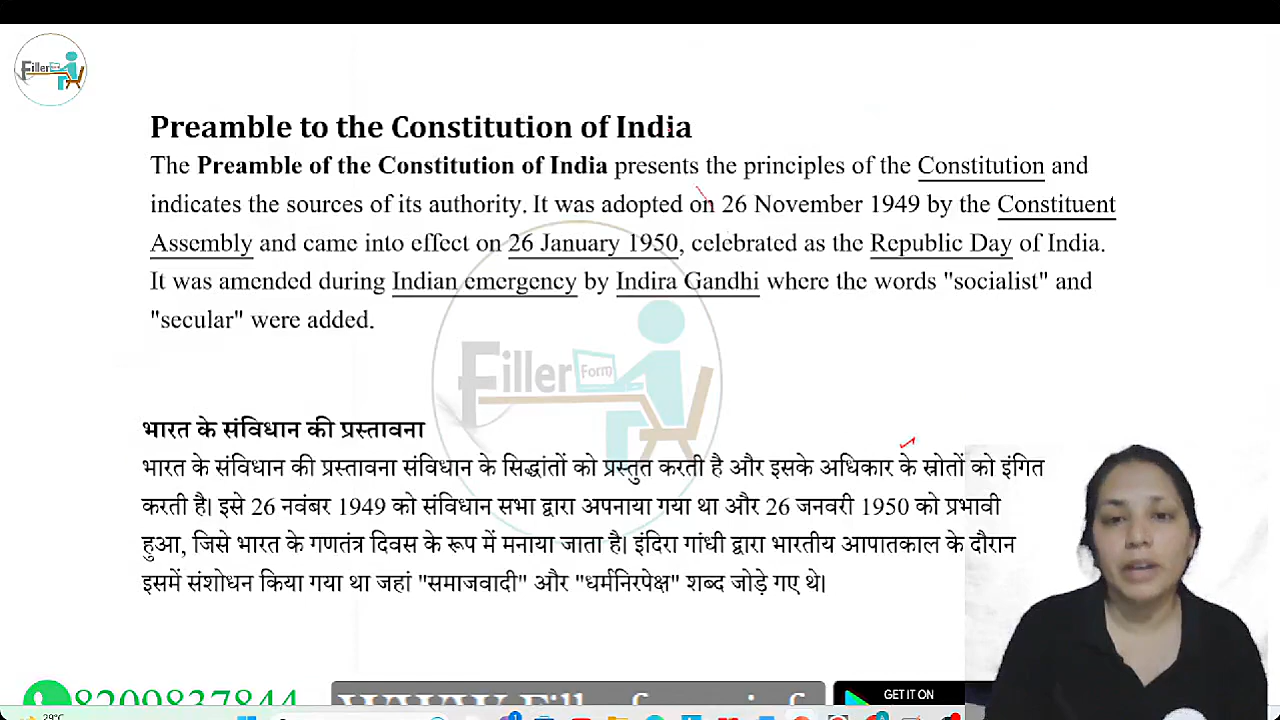 Filler
Preamble to the Constitution of India
The Preamble of the Constitution of India presents the principles of the Constitution and
indicates the sources of its authority. It was adopted on 26 November 1949 by the Constituent
Assembly and came into effect on 26 January 1950, celebrated as the Republic Day of India.
It was amended during Indian emergency by Indira Gandhi where the words "socialist" and
"secular" were added.
Filler Form
भारत के संविधान की प्रस्तावना
भारत के संविधान की प्रस्तावना संविधान के सिद्धांतों को प्रस्तुत करती है और इसके अधिकार के स्रोतों को इंगित
करती है। इसे 26 नवंबर 1949 को संविधान सभा द्वारा अपनाया गया था और 26 जनवरी 1950 को प्रभावी
हुआ, जिसे भारत के गणतंत्र दिवस के रूप में मनाया जाता है। इंदिरा गांधी द्वारा भारतीय आपातकाल के दौरान
इसमें संशोधन किया गया था जहां "समाजवादी" और "धर्मनिरपेक्ष" शब्द जोड़े गए थे।
8209837844
GET IT ON
29°C